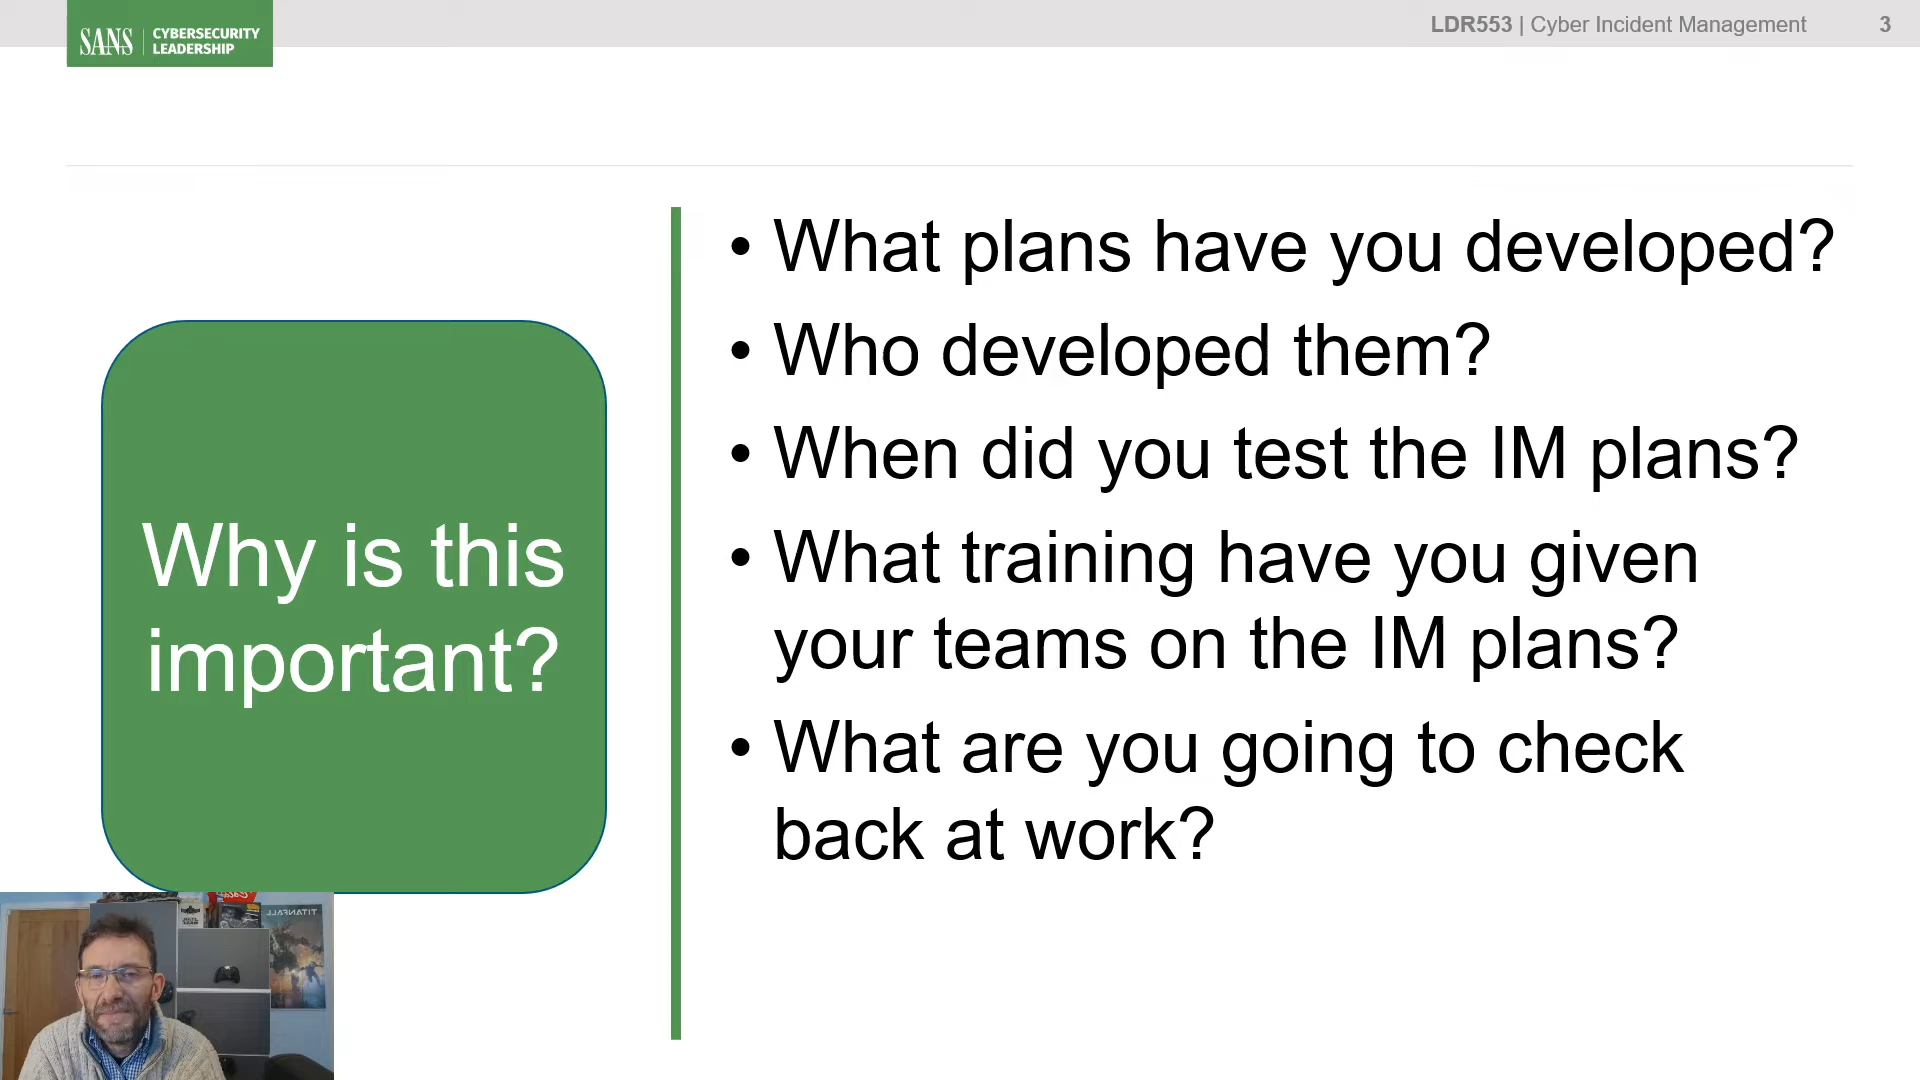 SANS
CYBERSECURITY
LEADERSHIP
LDR553 | Cyber Incident Management
3
Why is this
important?
• What plans have you developed?
• Who developed them?
• When did you test the IM plans?
• What training have you given
your teams on the IM plans?
• What are you going to check
back at work?
TITANFALL